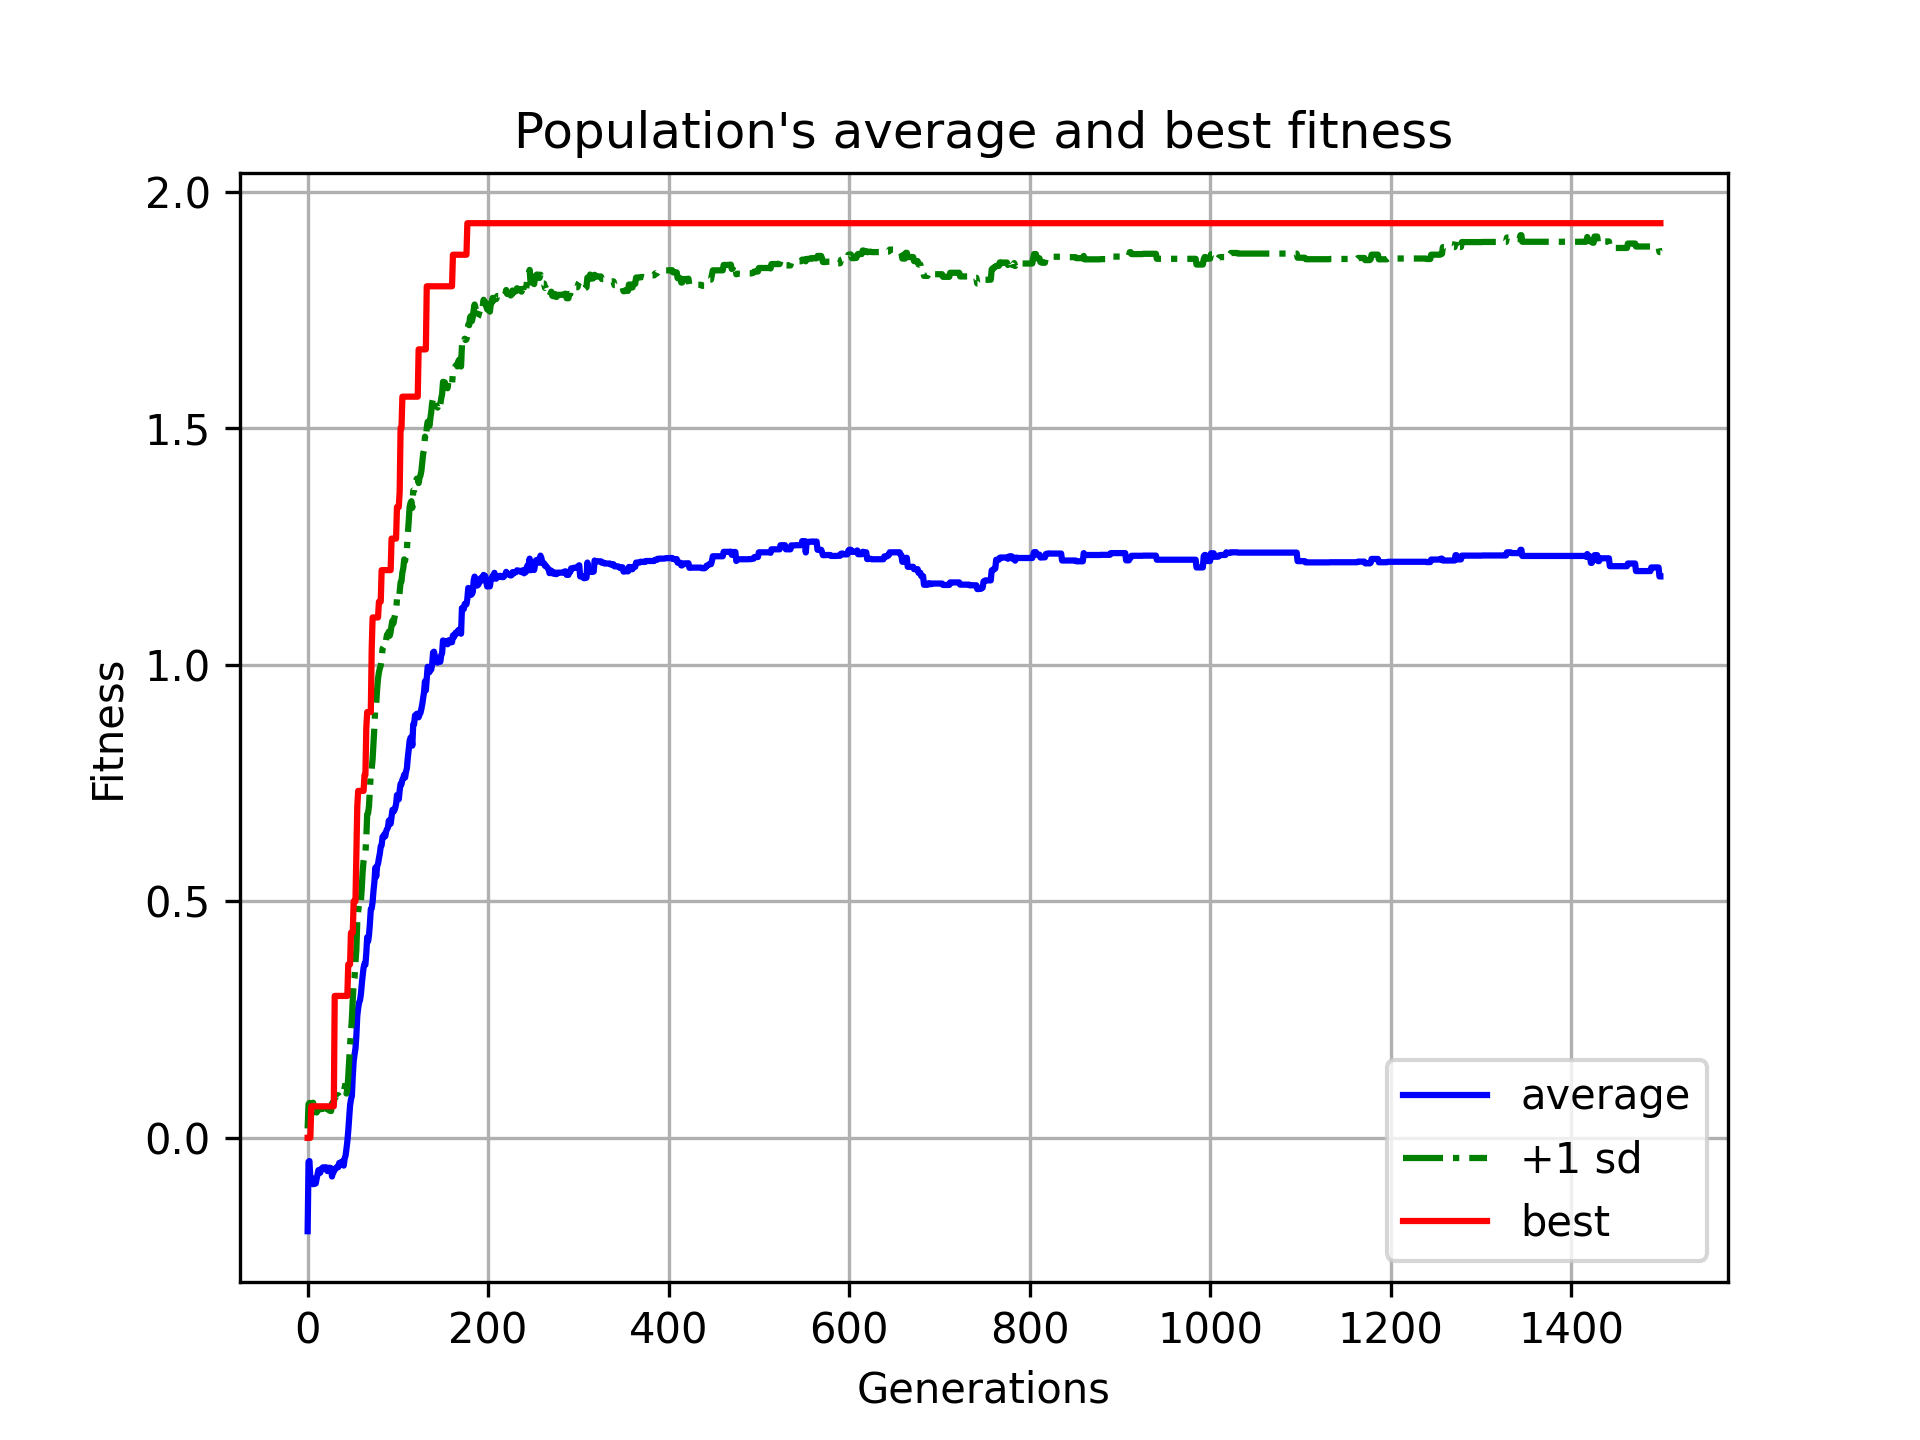 Population's average and best fitness
2.0
1.5
1.0
0.5
0.0
Fitness
0 200 400 600 800 1000 1200 1400
Generations
average
+1 sd
best